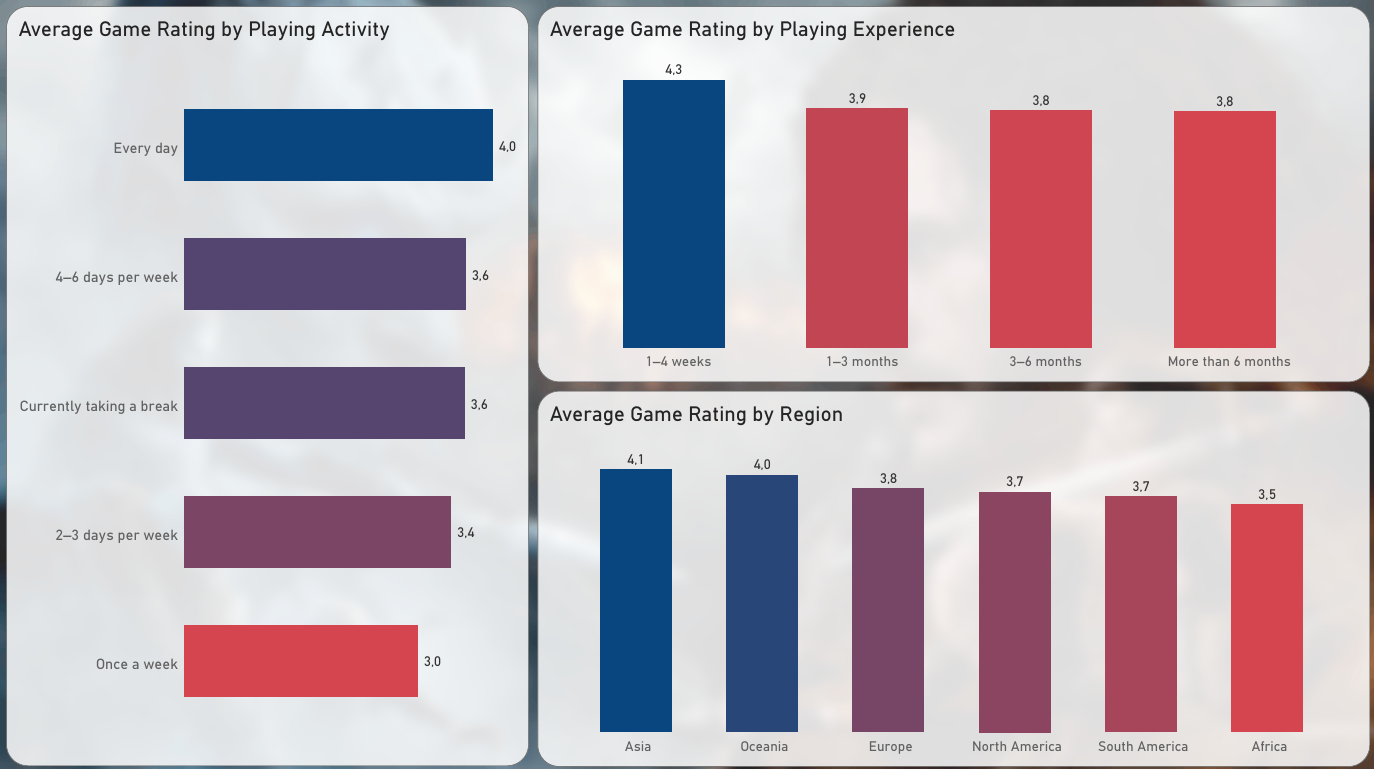 Average Game Rating by Playing Activity
Every day
4,0
4–6 days per week
3,6
Currently taking a break
3,6
2–3 days per week
3,4
Once a week
3,0
Average Game Rating by Playing Experience
4,3
3,9
3,8
3,8
1–4 weeks
1–3 months
3–6 months
More than 6 months
Average Game Rating by Region
4,1
4,0
3,8
3,7
3,7
3,5
Asia
Oceania
Europe
North America
South America
Africa